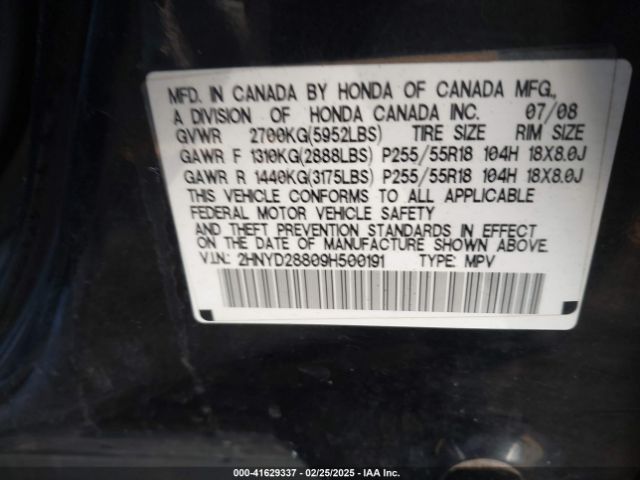 MFD. IN CANADA BY HONDA OF CANADA MFG.,
A DIVISION OF HONDA CANADA INC. 07/08
GVWR 2700KG(5952LBS) TIRE SIZE RIM SIZE
GAWR F 1310KG(2888LBS) P255/55R18 104H 18X8.0J
GAWR R 1440KG(3175LBS) P255/55R18 104H 18X8.0J
THIS VEHICLE CONFORMS TO ALL APPLICABLE
FEDERAL MOTOR VEHICLE SAFETY
AND THEFT PREVENTION STANDARDS IN EFFECT
ON THE DATE OF MANUFACTURE SHOWN ABOVE.
V.I.N: 2HNYD28809H500191 TYPE: MPV
000-41629337 - 02/25/2025 - IAA Inc.